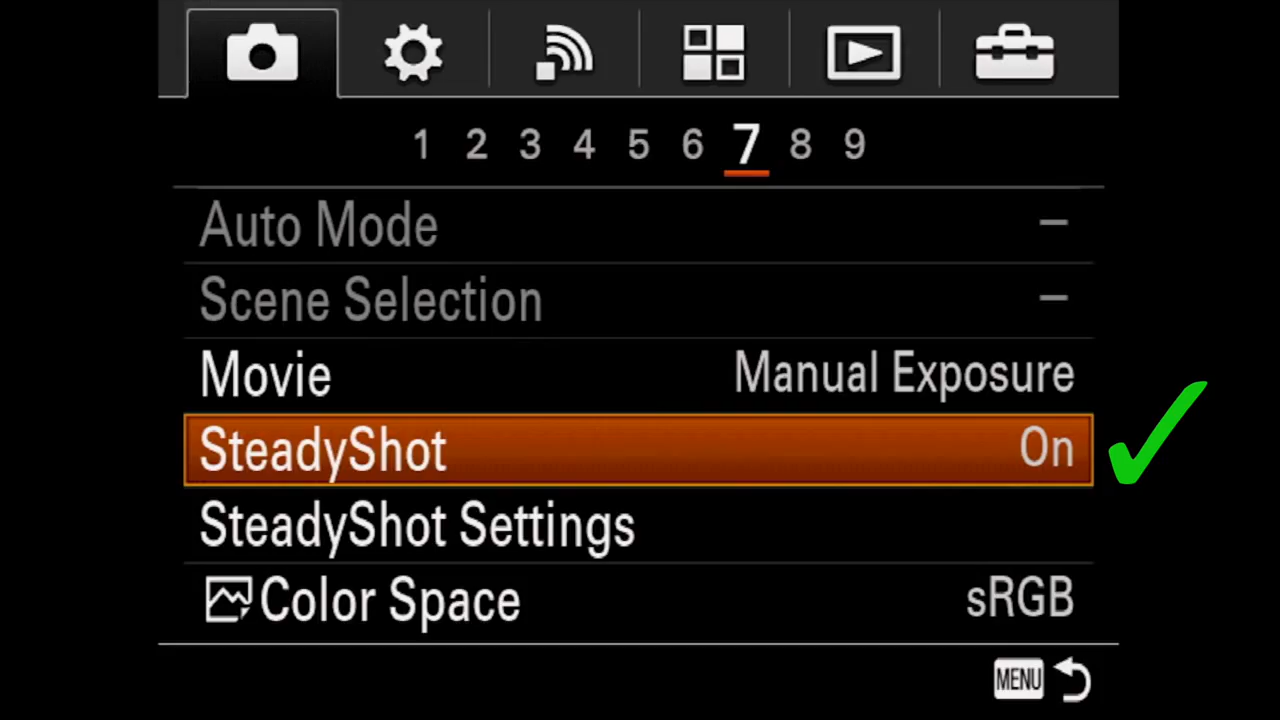 1 2 3 4 5 6 7 8 9
Auto Mode –
Scene Selection –
Movie Manual Exposure
SteadyShot On
SteadyShot Settings
Color Space sRGB
MENU